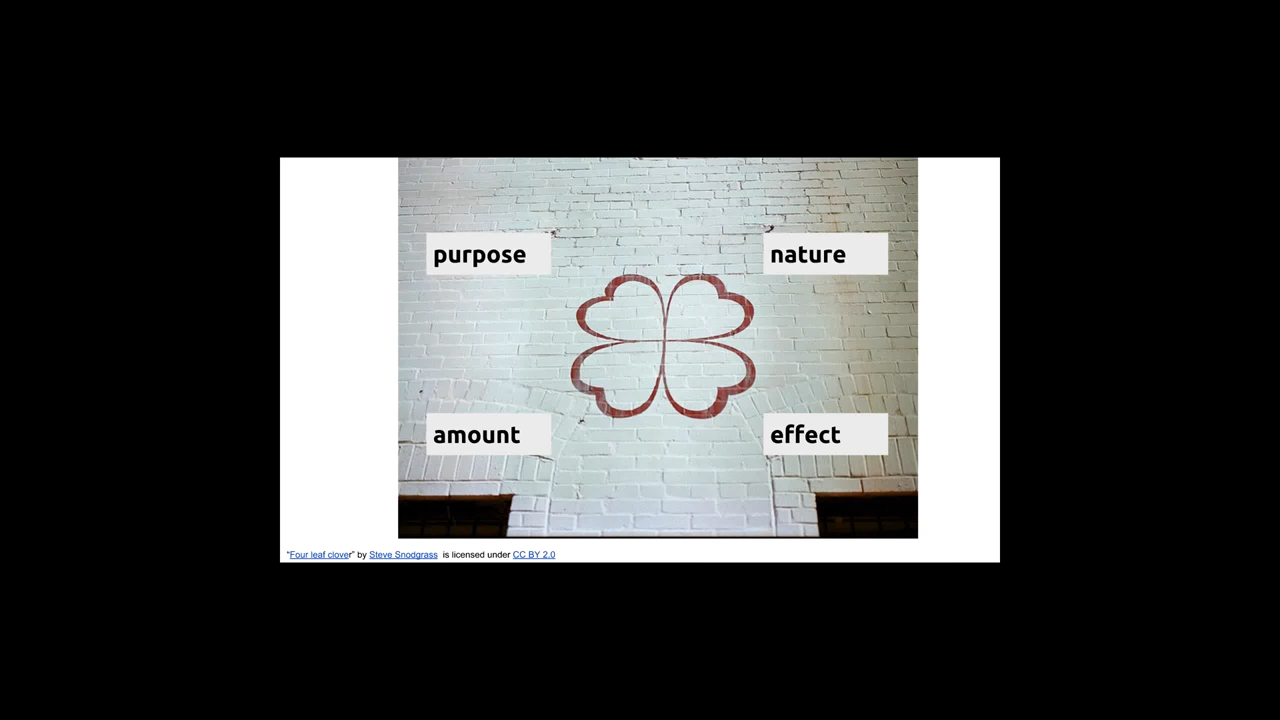 purpose
nature
amount
effect
“Four leaf clover” by Steve Snodgrass is licensed under CC BY 2.0